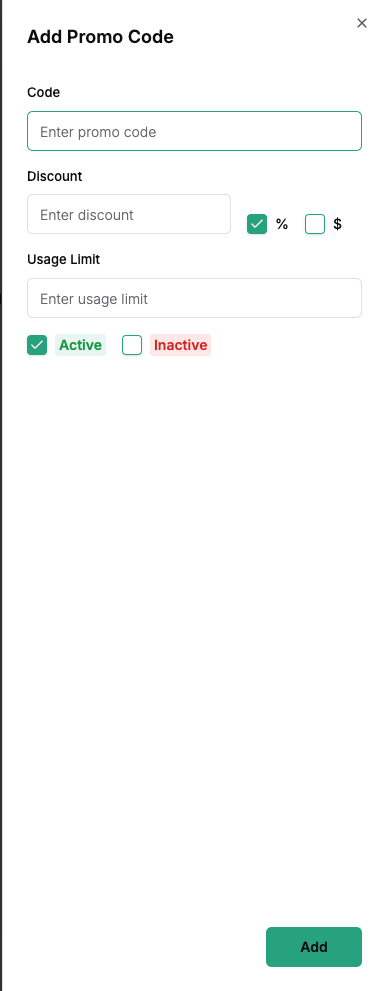 Add Promo Code
Code
Enter promo code
Discount
Enter discount
% $
Usage Limit
Enter usage limit
Active Inactive
Add